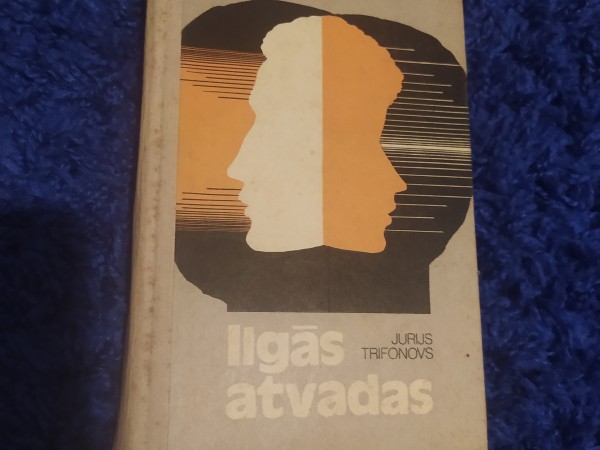 ilgās
atvadas
JURIJS
TRIFONOVS